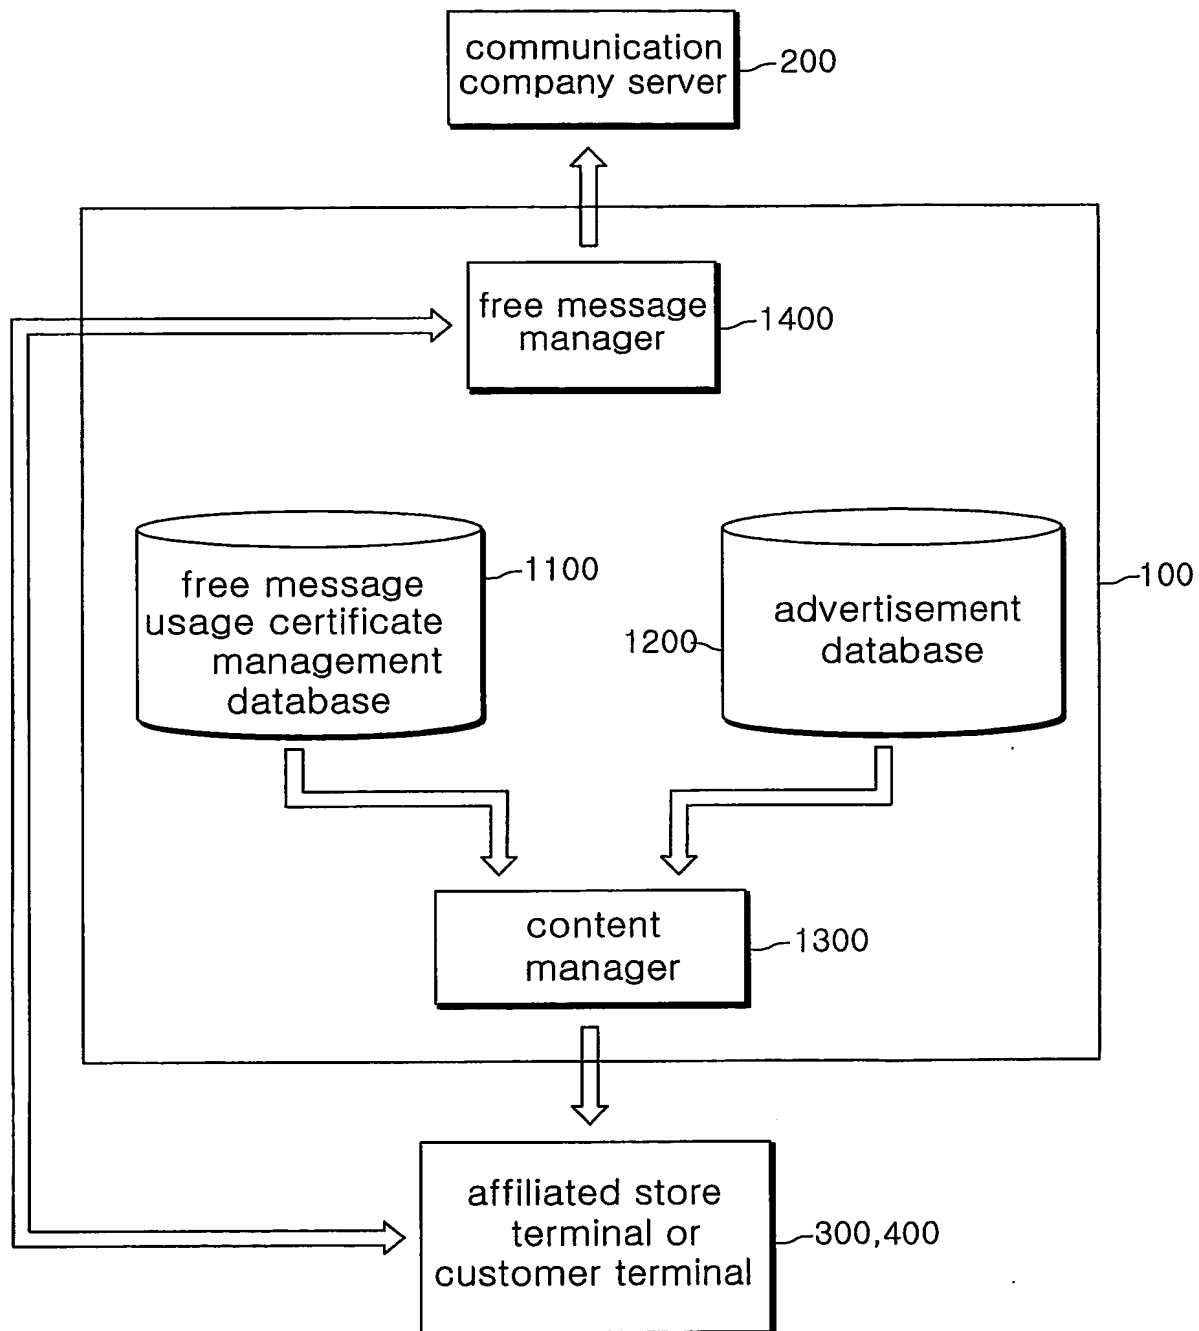 communication
company server
200
free message
manager
1400
free message
usage certificate
management
database
1100
advertisement
database
1200
100
content
manager
1300
affiliated store
terminal or
customer terminal
300,400